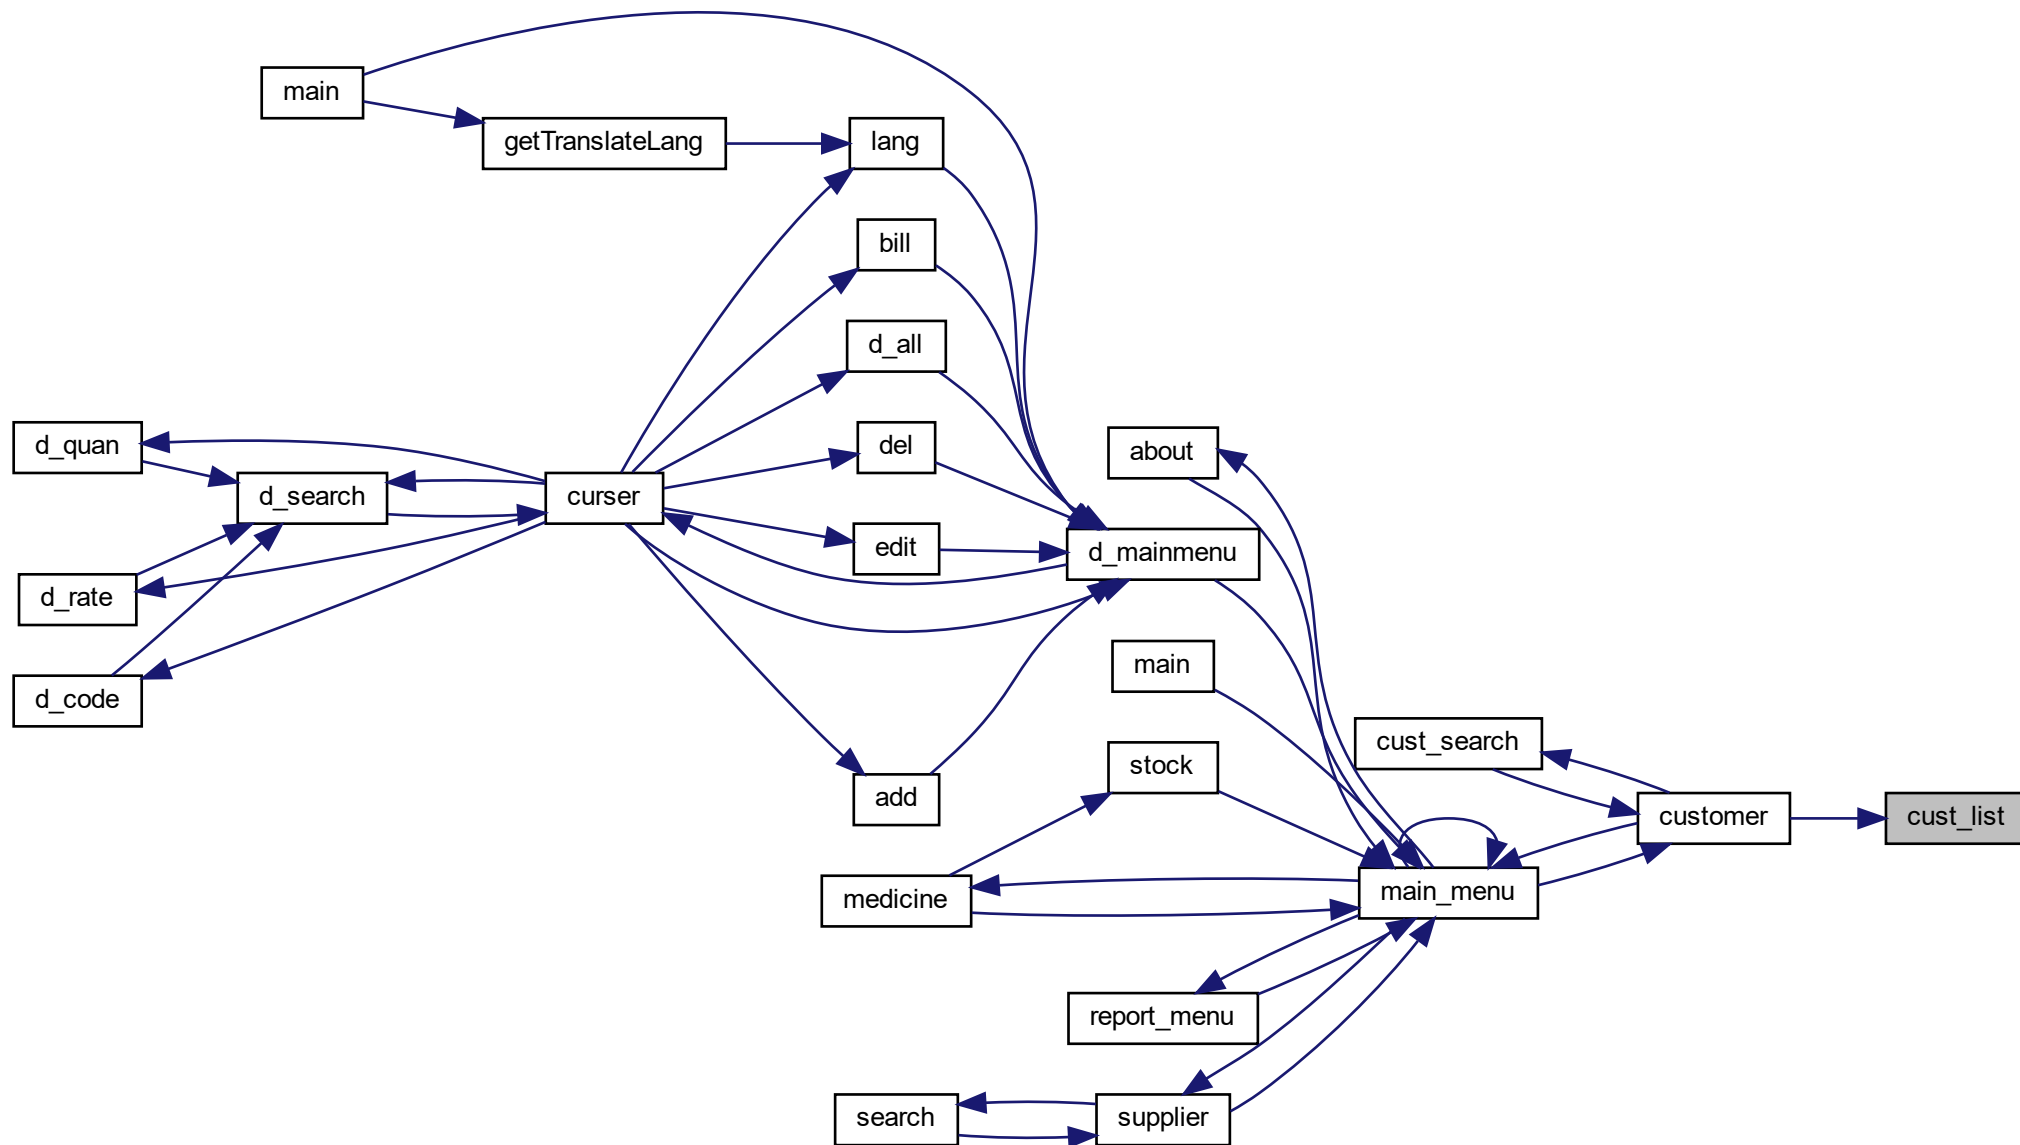 main
getTranslateLang
lang
bill
d_all
d_quan
del
about
d_search
curser
edit
d_mainmenu
d_rate
main
d_code
cust_search
stock
add
customer
cust_list
medicine
main_menu
report_menu
search
supplier